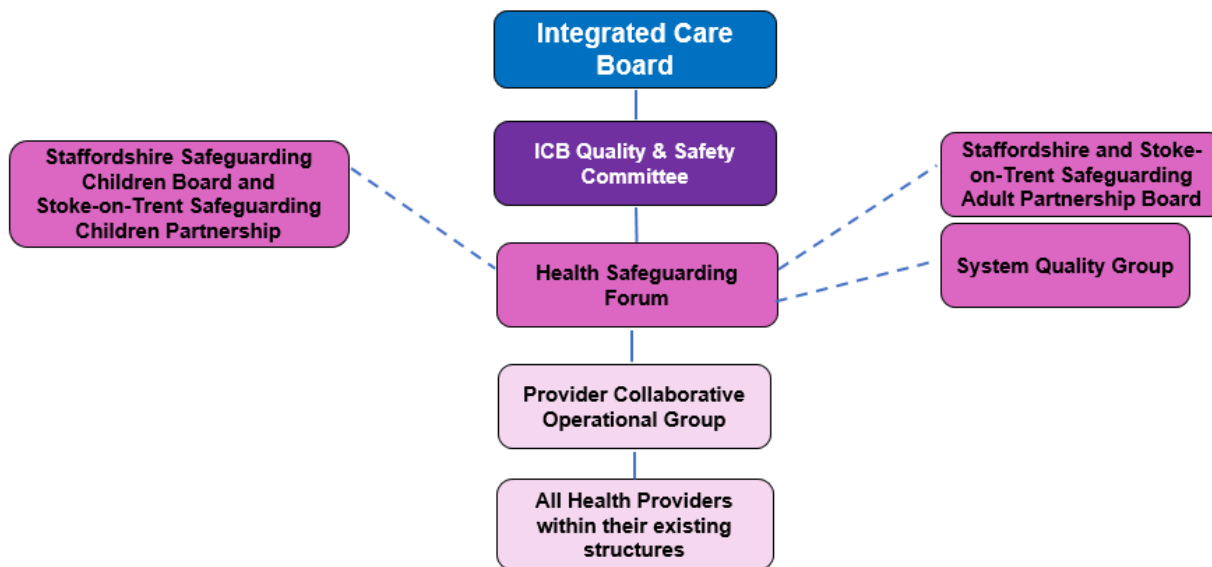 Integrated Care
Board
ICB Quality & Safety
Committee
Staffordshire Safeguarding
Children Board and
Stoke-on-Trent Safeguarding
Children Partnership
Staffordshire and Stoke-
on-Trent Safeguarding
Adult Partnership Board
Health Safeguarding
Forum
System Quality Group
Provider Collaborative
Operational Group
All Health Providers
within their existing
structures